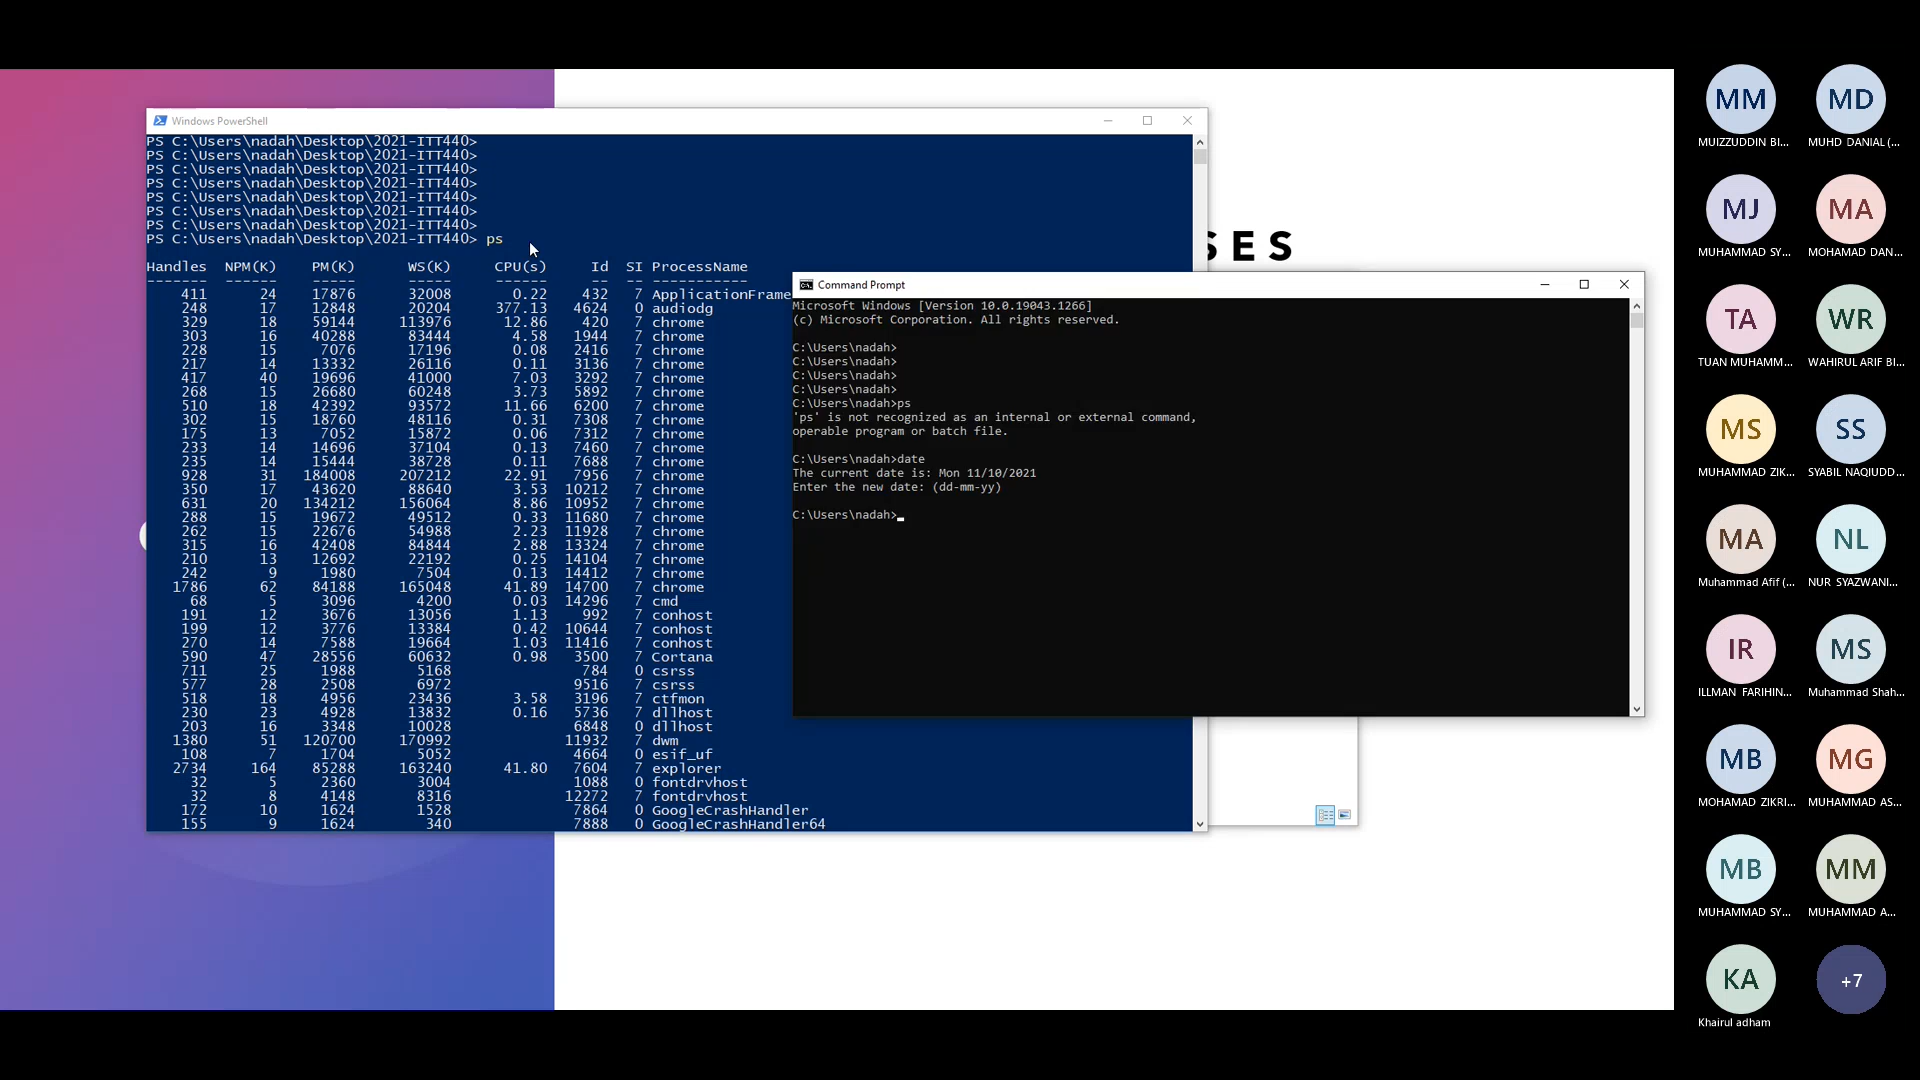 Windows PowerShell
PS C:\Users\nadah\Desktop\2021-ITT440>
PS C:\Users\nadah\Desktop\2021-ITT440>
PS C:\Users\nadah\Desktop\2021-ITT440>
PS C:\Users\nadah\Desktop\2021-ITT440>
PS C:\Users\nadah\Desktop\2021-ITT440>
PS C:\Users\nadah\Desktop\2021-ITT440>
PS C:\Users\nadah\Desktop\2021-ITT440>
PS C:\Users\nadah\Desktop\2021-ITT440> ps
Handles NPM(K) PM(K) WS(K) CPU(s) Id SI ProcessName
------- ------ ----- ----- ------ -- -- -----------
411 24 17876 32008 0.22 432 7 ApplicationFrame
248 17 12848 20204 377.13 4624 0 audiodg
329 18 59144 113976 12.86 420 7 chrome
303 16 40288 83444 4.58 1944 7 chrome
228 15 7076 17196 0.08 2416 7 chrome
217 14 13332 26116 0.11 3136 7 chrome
417 40 19696 41000 7.03 3292 7 chrome
268 15 26680 60248 3.73 5892 7 chrome
510 18 42392 93572 11.66 6200 7 chrome
302 15 18760 48116 0.31 7308 7 chrome
175 13 7052 15872 0.06 7312 7 chrome
233 14 14696 37104 0.13 7460 7 chrome
235 14 15444 38728 0.11 7688 7 chrome
928 31 184008 207212 22.91 7956 7 chrome
350 17 43620 88640 3.53 10212 7 chrome
631 20 134212 156064 8.86 10952 7 chrome
288 15 19672 49512 0.33 11680 7 chrome
262 15 22676 54988 2.23 11928 7 chrome
315 16 42408 84844 2.88 13324 7 chrome
210 13 12692 22192 0.25 14104 7 chrome
242 9 1980 7504 0.13 14412 7 chrome
1786 62 84188 165048 41.89 14700 7 chrome
68 5 3096 4200 0.03 14296 7 cmd
191 12 3676 13056 1.13 992 7 conhost
199 12 3776 13384 0.42 10644 7 conhost
270 14 7588 19664 1.03 11416 7 conhost
590 47 28556 60632 0.98 3500 7 Cortana
711 25 1988 5168 784 0 csrss
577 28 2508 6972 9516 7 csrss
518 18 4956 23436 3.58 3196 7 ctfmon
230 23 4928 13832 0.16 5736 7 dllhost
203 16 3348 10028 6848 0 dllhost
1380 51 120700 170992 11932 7 dwm
108 7 1704 5052 4664 0 esif_uf
2734 164 85288 163240 41.80 7604 7 explorer
32 5 2360 3004 1088 0 fontdrvhost
32 8 4148 8316 12272 7 fontdrvhost
172 10 1624 1528 7864 0 GoogleCrashHandler
155 9 1624 340 7888 0 GoogleCrashHandler64
SES
Command Prompt
Microsoft Windows [Version 10.0.19043.1266]
(c) Microsoft Corporation. All rights reserved.
C:\Users\nadah>
C:\Users\nadah>
C:\Users\nadah>
C:\Users\nadah>
C:\Users\nadah>ps
'ps' is not recognized as an internal or external command,
operable program or batch file.
C:\Users\nadah>date
The current date is: Mon 11/10/2021
Enter the new date: (dd-mm-yy)
C:\Users\nadah>
MM MD
MUIZZUDDIN BI... MUHD DANIAL (...
MJ MA
MUHAMMAD SY... MOHAMAD DAN...
TA WR
TUAN MUHAMM... WAHIRUL ARIF BI...
MS SS
MUHAMMAD ZIK... SYABIL NAQIUDD...
MA NL
Muhammad Afif (... NUR SYAZWANI...
IR MS
ILLMAN FARIHIN... Muhammad Shah...
MB MG
MOHAMAD ZIKRI... MUHAMMAD AS...
MB MM
MUHAMMAD SY... MUHAMMAD A...
KA +7
Khairul adham